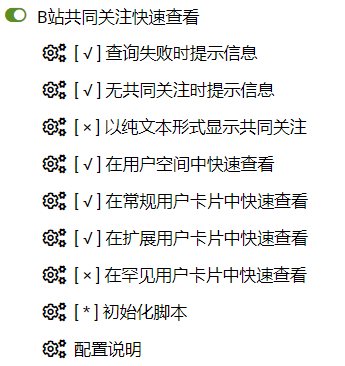 B站共同关注快速查看
[ √ ] 查询失败时提示信息
[ √ ] 无共同关注时提示信息
[ × ] 以纯文本形式显示共同关注
[ √ ] 在用户空间中快速查看
[ √ ] 在常规用户卡片中快速查看
[ √ ] 在扩展用户卡片中快速查看
[ × ] 在罕见用户卡片中快速查看
[ * ] 初始化脚本
配置说明